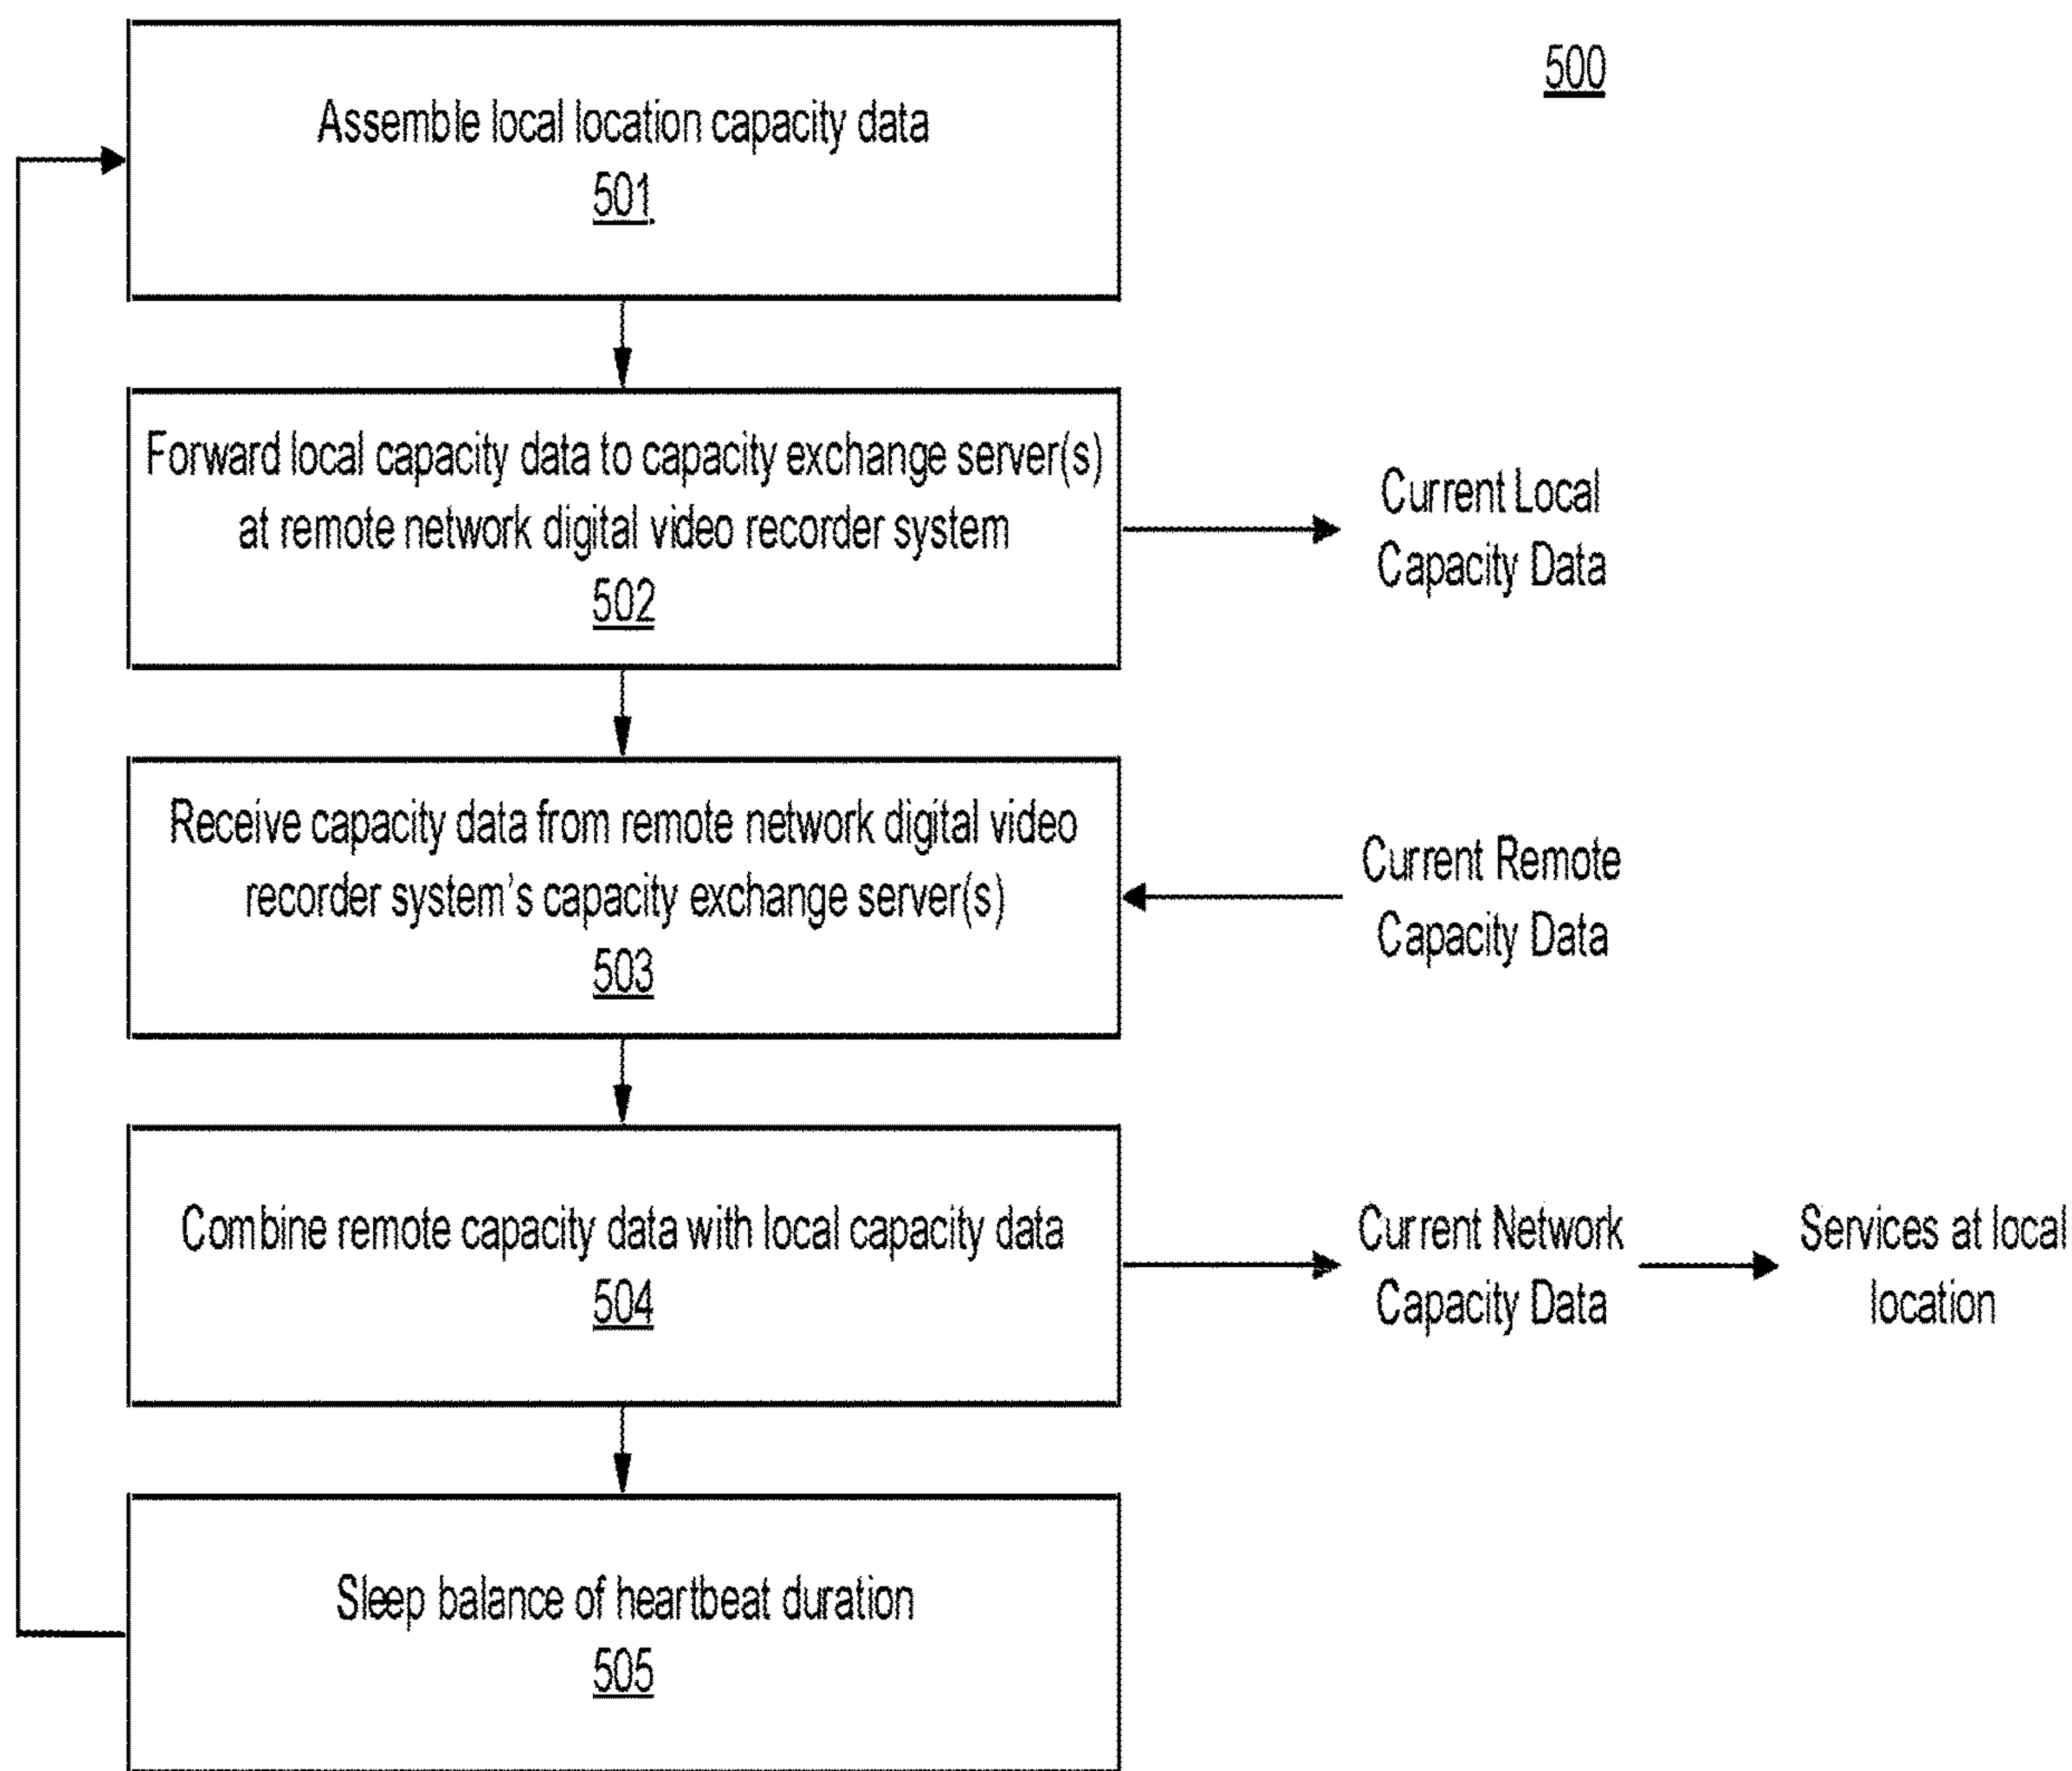 500
Assemble local location capacity data
501
Forward local capacity data to capacity exchange server(s)
at remote network digital video recorder system
502
Current Local
Capacity Data
Receive capacity data from remote network digital video
recorder system's capacity exchange server(s)
503
Current Remote
Capacity Data
Combine remote capacity data with local capacity data
504
Current Network
Capacity Data
Services at local
location
Sleep balance of heartbeat duration
505